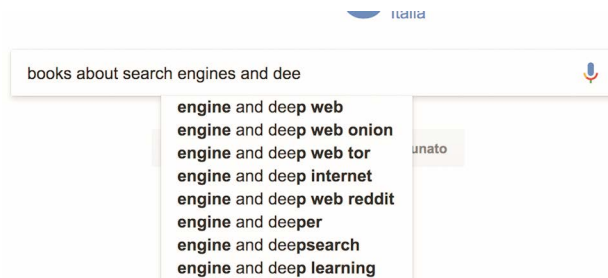 Italia
books about search engines and dee
engine and deep web
engine and deep web onion
engine and deep web tor
unato
engine and deep internet
engine and deep web reddit
engine and deeper
engine and deepsearch
engine and deep learning